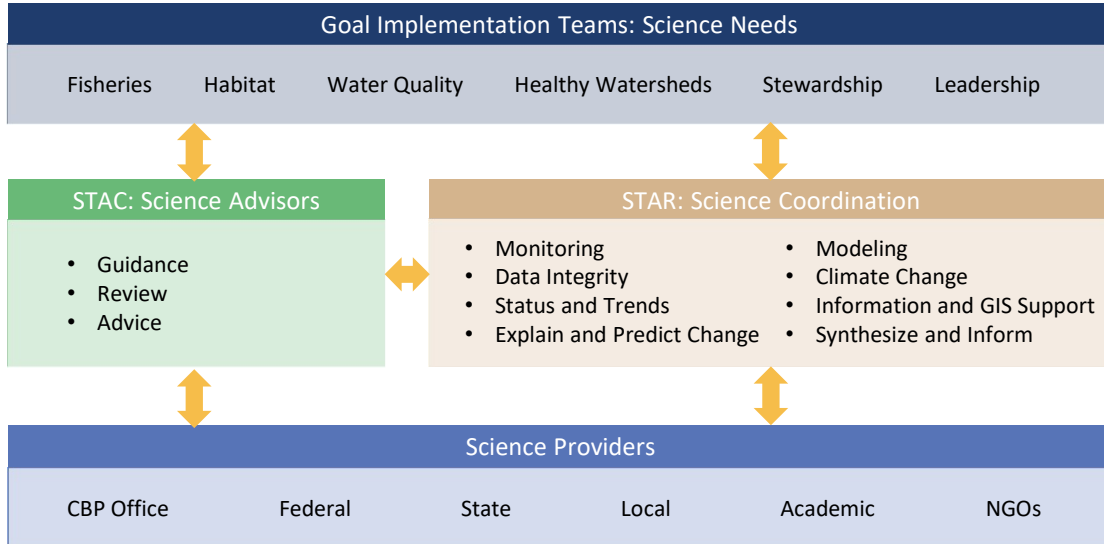 Goal Implementation Teams: Science Needs
Fisheries Habitat Water Quality Healthy Watersheds Stewardship Leadership
STAC: Science Advisors
• Guidance
• Review
• Advice
STAR: Science Coordination
• Monitoring
• Data Integrity
• Status and Trends
• Explain and Predict Change
• Modeling
• Climate Change
• Information and GIS Support
• Synthesize and Inform
Science Providers
CBP Office Federal State Local Academic NGOs